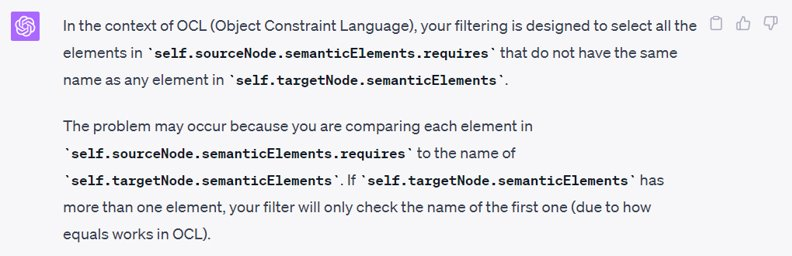 In the context of OCL (Object Constraint Language), your filtering is designed to select all the
elements in `self.sourceNode.semanticElements.requires` that do not have the same
name as any element in `self.targetNode.semanticElements`.
The problem may occur because you are comparing each element in
`self.sourceNode.semanticElements.requires` to the name of
`self.targetNode.semanticElements`. If `self.targetNode.semanticElements` has
more than one element, your filter will only check the name of the first one (due to how
equals works in OCL).